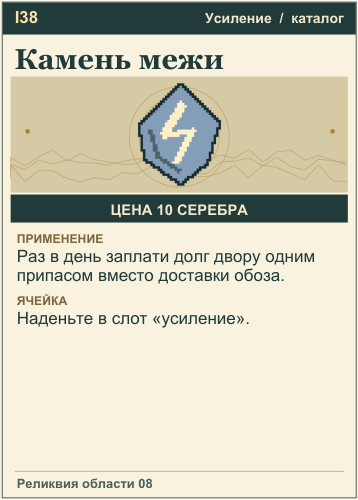 I38
Усиление / каталог
Камень межи
ЦЕНА 10 СЕРЕБРА
ПРИМЕНЕНИЕ
Раз в день заплати долг двору одним
припасом вместо доставки обоза.
ЯЧЕЙКА
Наденьте в слот «усиление».
Реликвия области 08